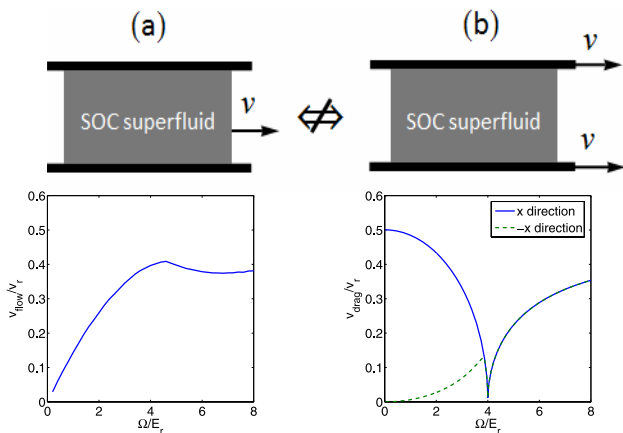 (a)
SOC superfluid
v
(b)
SOC superfluid
v
v
0.6
0.5
0.4
0.3
0.2
0.1
0
v_flow/v_r
0 2 4 6 8
Ω/E_r
0.6
0.5
0.4
0.3
0.2
0.1
0
v_drag/v_r
x direction
−x direction
0 2 4 6 8
Ω/E_r